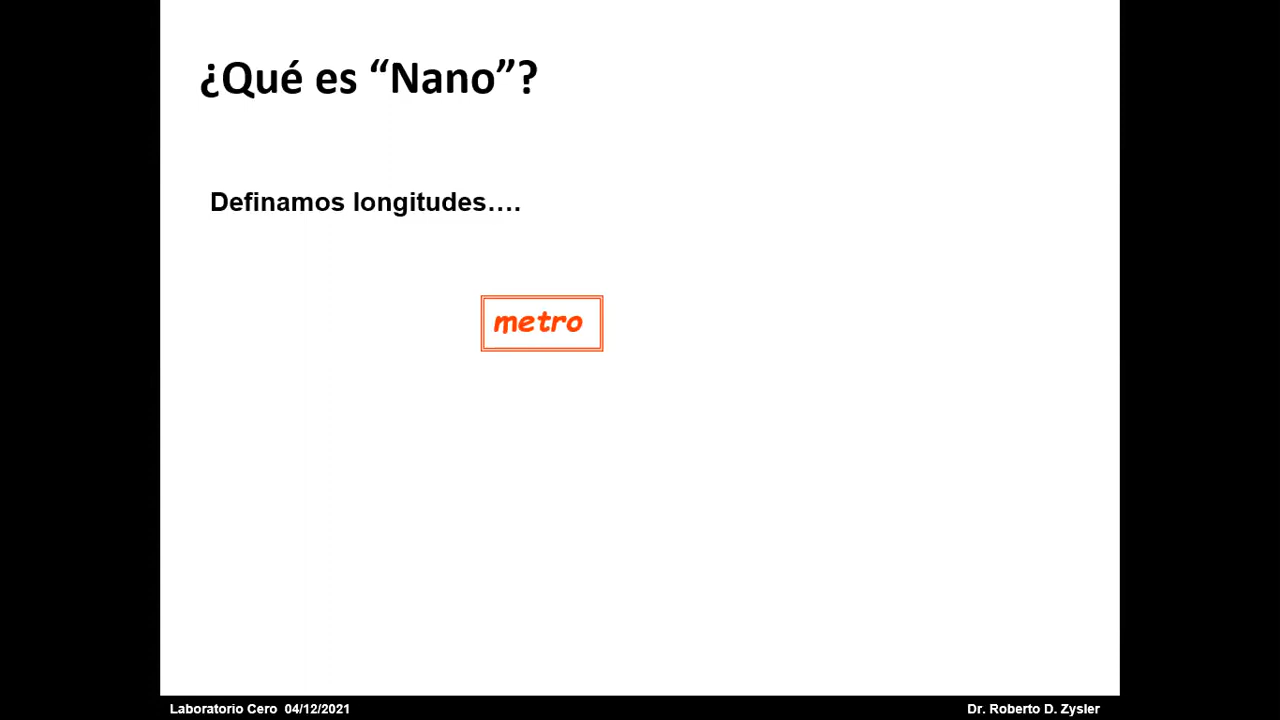 ¿Qué es “Nano”?
Definamos longitudes….
metro
Laboratorio Cero 04/12/2021
Dr. Roberto D. Zysler